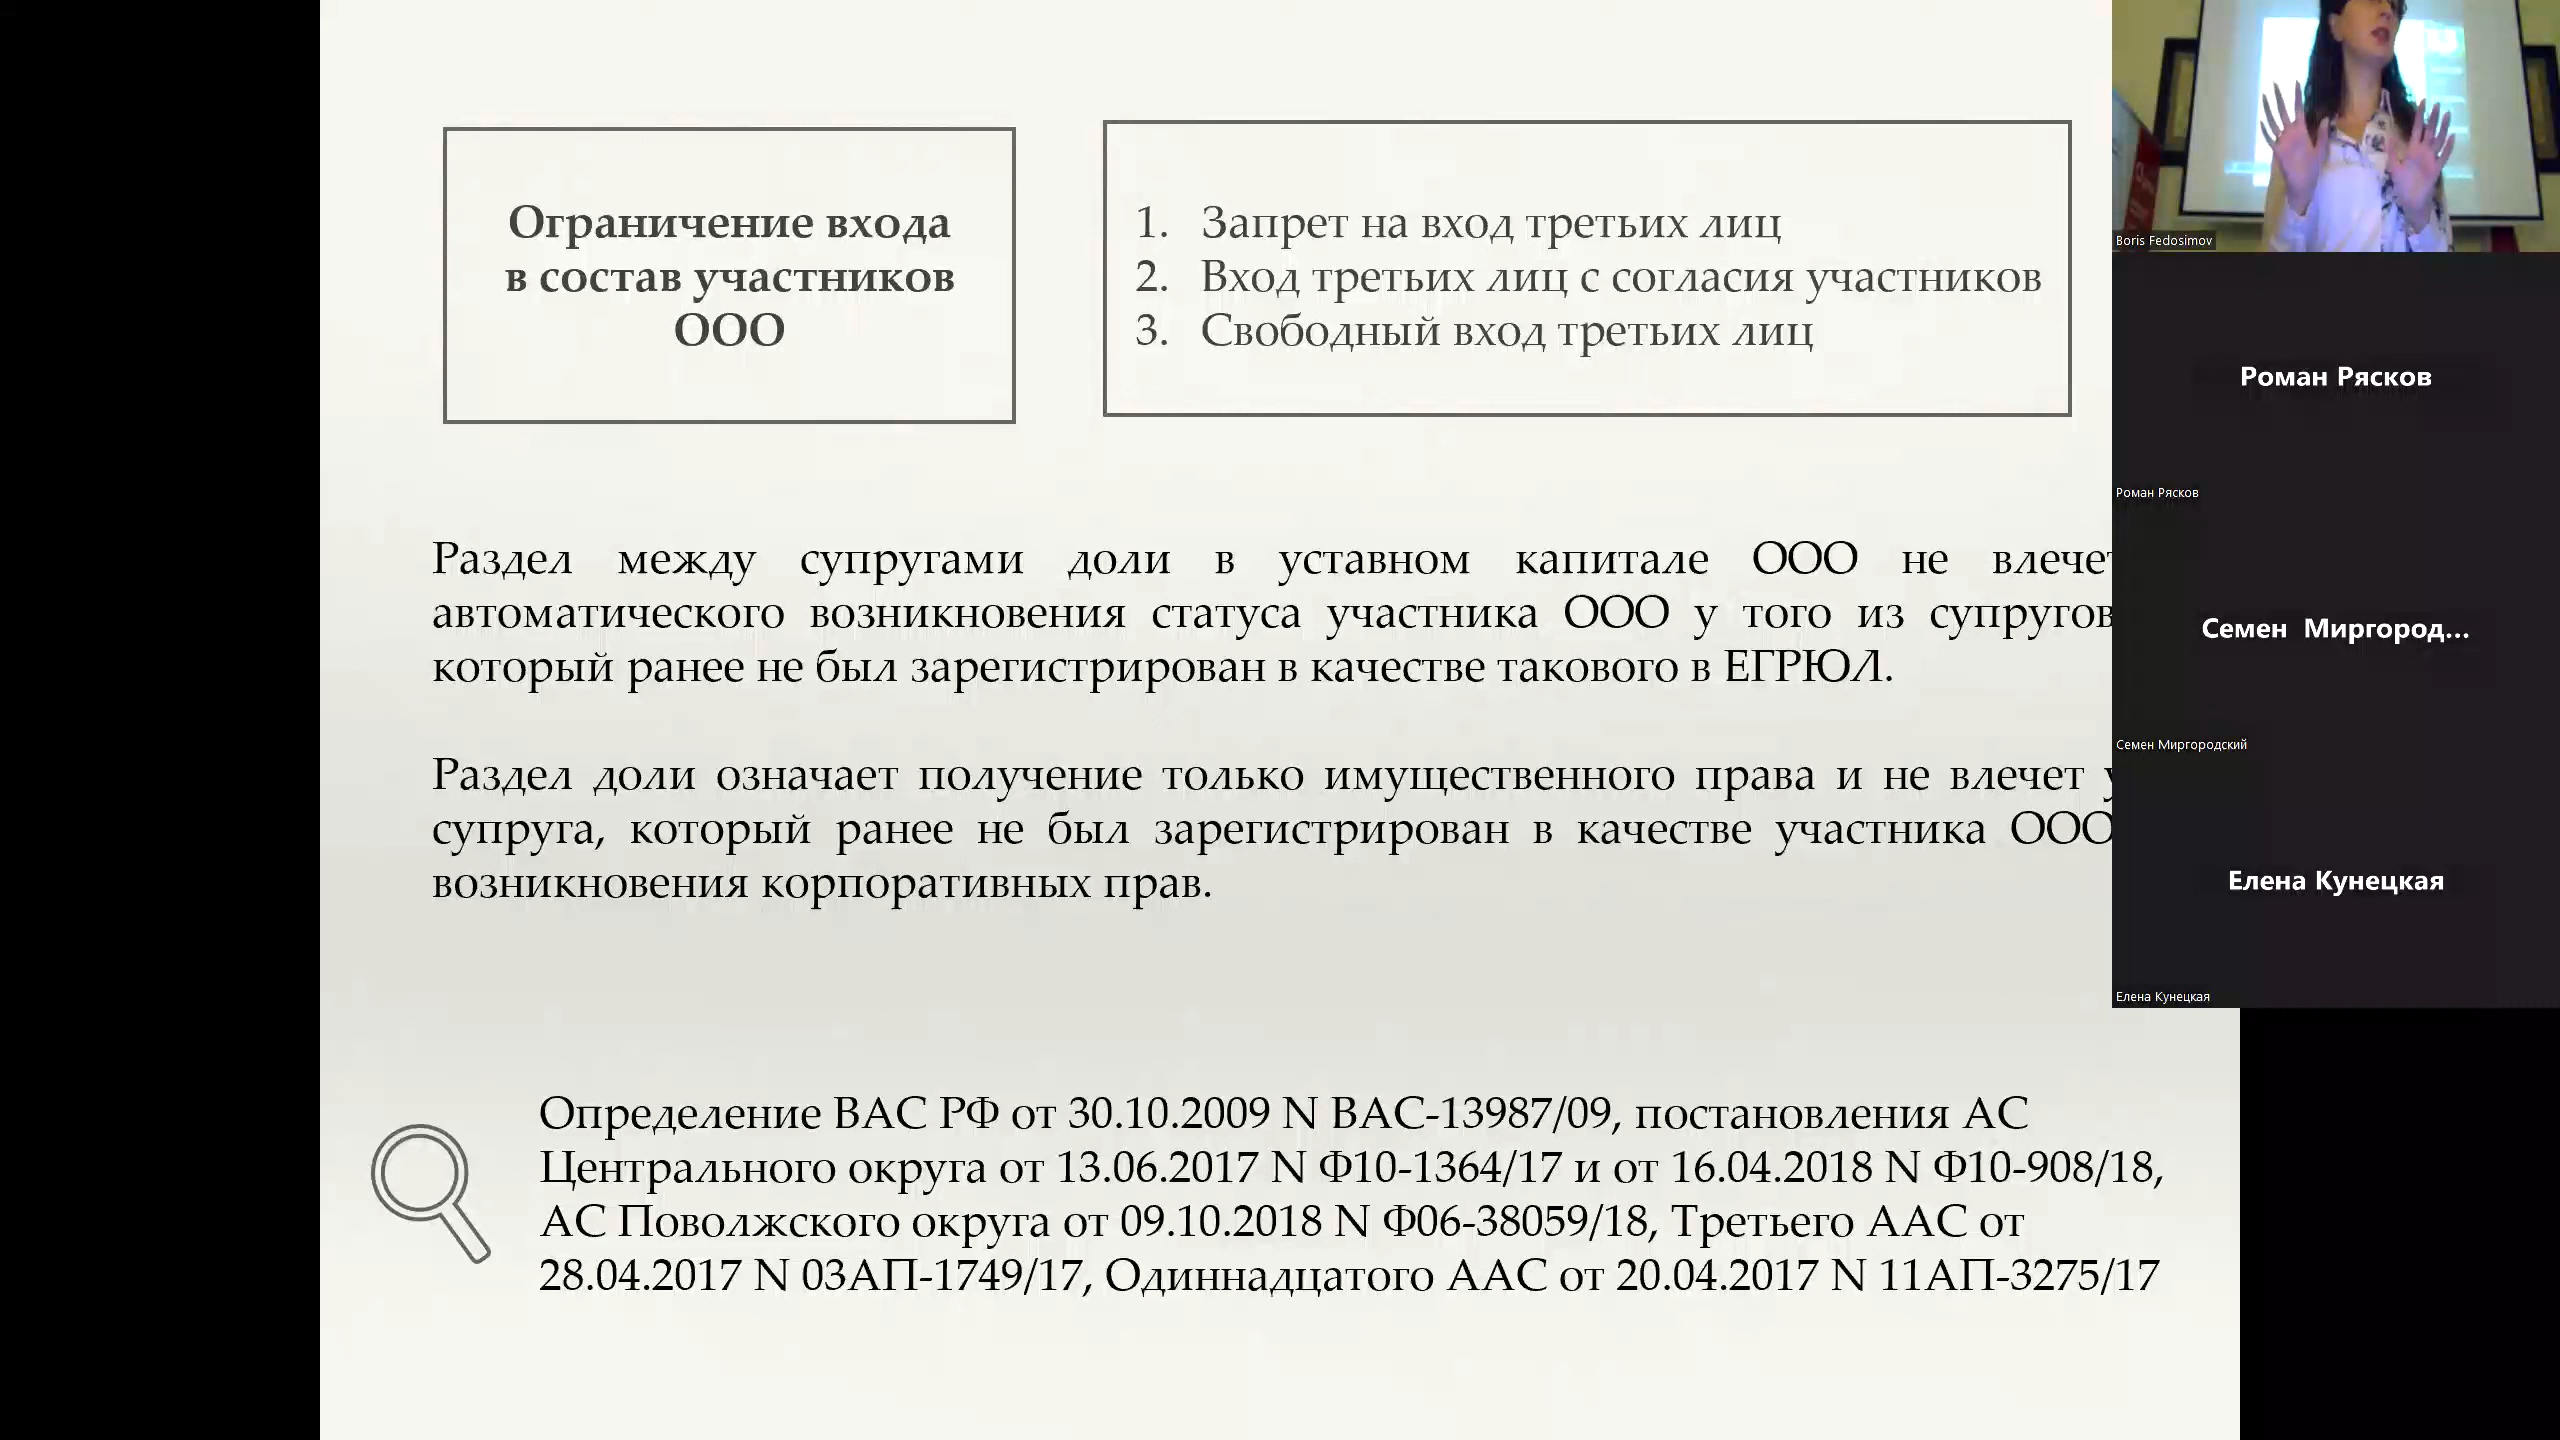 Ограничение входа
в состав участников
ООО
1. Запрет на вход третьих лиц
2. Вход третьих лиц с согласия участников
3. Свободный вход третьих лиц
Раздел между супругами доли в уставном капитале ООО не влечет
автоматического возникновения статуса участника ООО у того из супругов
который ранее не был зарегистрирован в качестве такового в ЕГРЮЛ.
Раздел доли означает получение только имущественного права и не влечет у
супруга, который ранее не был зарегистрирован в качестве участника ООО
возникновения корпоративных прав.
Определение ВАС РФ от 30.10.2009 N ВАС-13987/09, постановления АС
Центрального округа от 13.06.2017 N Ф10-1364/17 и от 16.04.2018 N Ф10-908/18,
АС Поволжского округа от 09.10.2018 N Ф06-38059/18, Третьего ААС от
28.04.2017 N 03АП-1749/17, Одиннадцатого ААС от 20.04.2017 N 11АП-3275/17
Boris Fedosimov
Роман Рясков
Роман Рясков
Семен Миргород...
Семен Миргородский
Елена Кунецкая
Елена Кунецкая